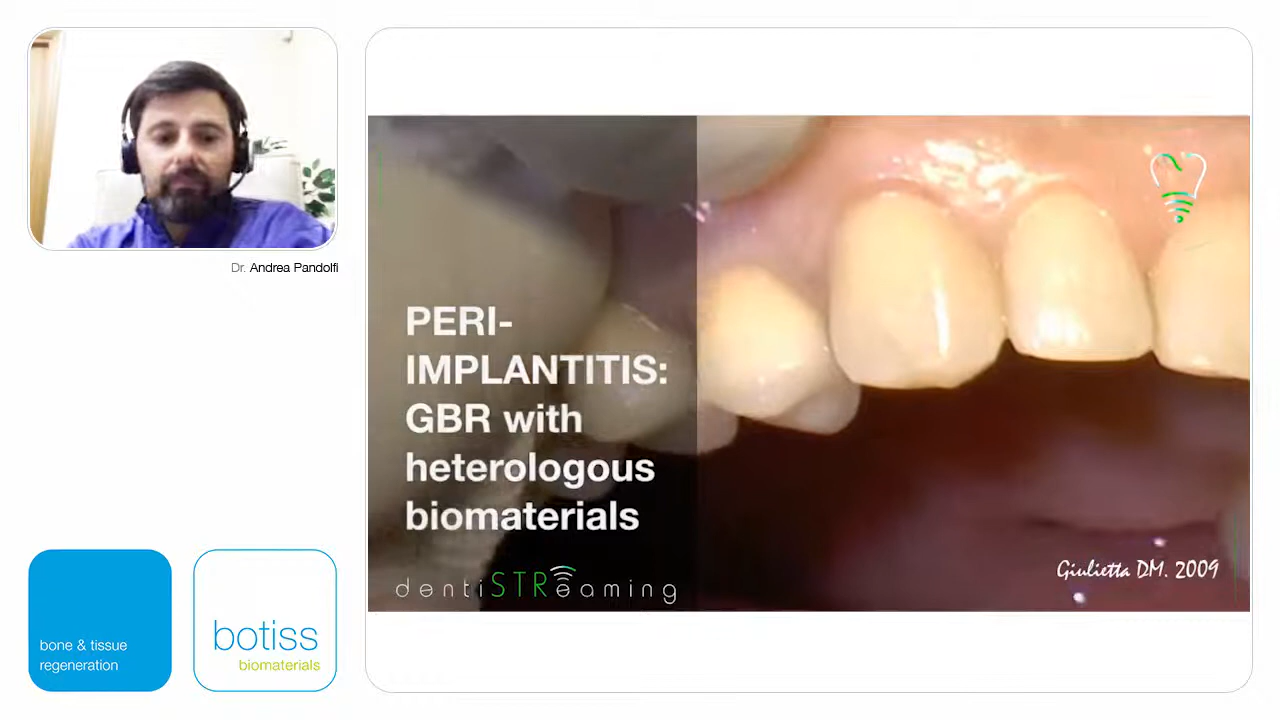 Dr. Andrea Pandolfi
PERI-
IMPLANTITIS:
GBR with
heterologous
biomaterials
dentiSTReaming
Giulietta DM. 2009
bone & tissue
regeneration
botiss
biomaterials